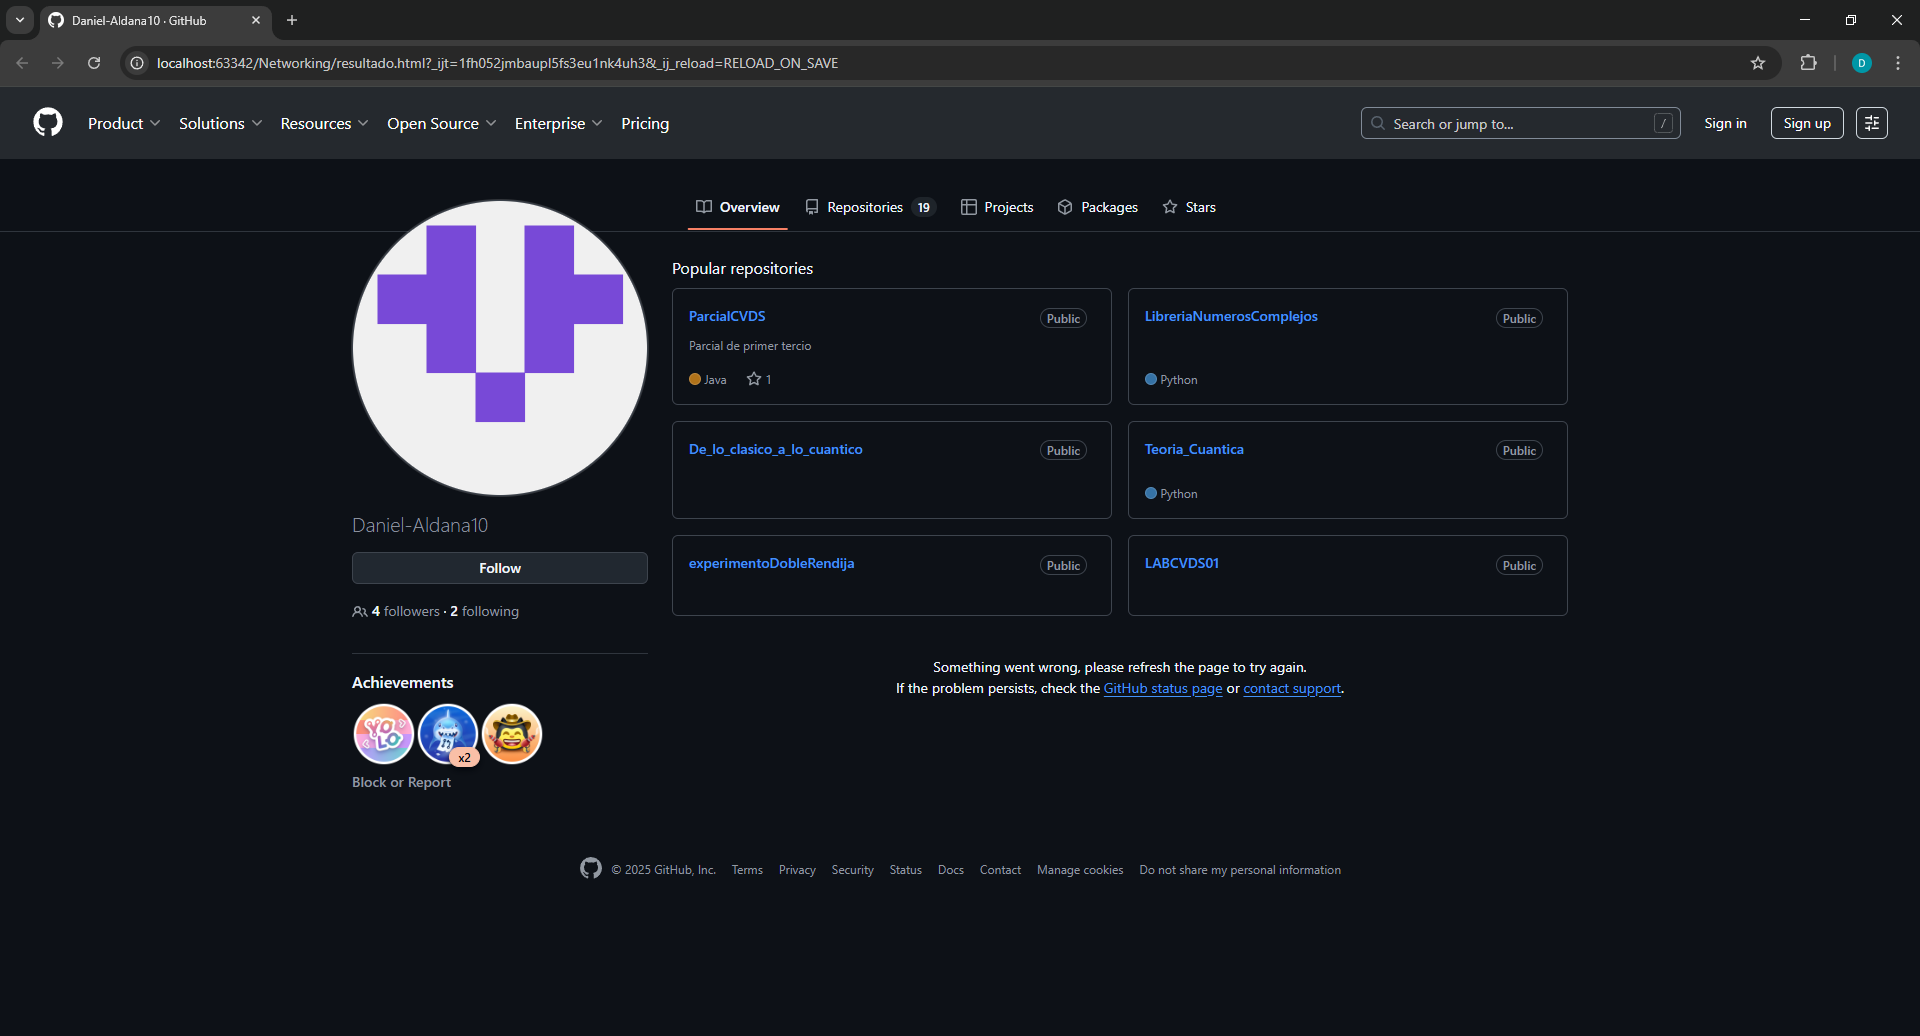 Daniel-Aldana10 · GitHub
localhost:63342/Networking/resultado.html?_ijt=1fh052jmbaupl5fs3eu1nk4uh3&_ij_reload=RELOAD_ON_SAVE
D
Product Solutions Resources Open Source Enterprise Pricing
Search or jump to... /
Sign in
Sign up
Overview Repositories 19 Projects Packages Stars
Daniel-Aldana10
Follow
4 followers · 2 following
Achievements
YOLO
x2
Block or Report
Popular repositories
ParcialCVDS Public
Parcial de primer tercio
Java 1
LibreriaNumerosComplejos Public
Python
De_lo_clasico_a_lo_cuantico Public
Teoria_Cuantica Public
Python
experimentoDobleRendija Public
LABCVDS01 Public
Something went wrong, please refresh the page to try again.
If the problem persists, check the GitHub status page or contact support.
© 2025 GitHub, Inc. Terms Privacy Security Status Docs Contact Manage cookies Do not share my personal information